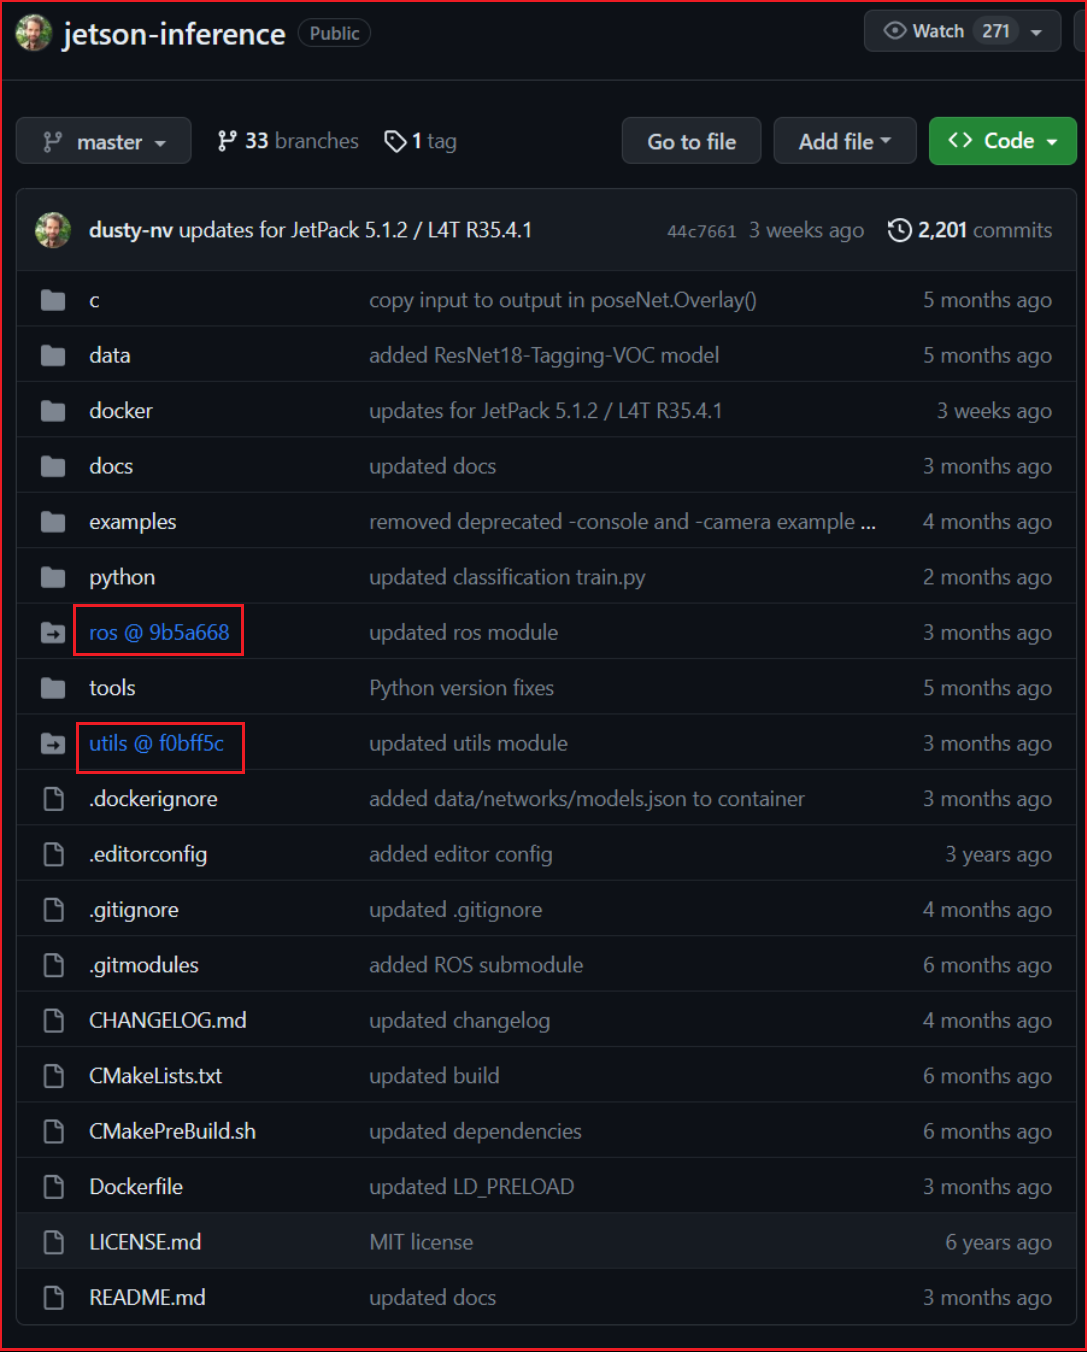 jetson-inference Public Watch 271
master 33 branches 1 tag Go to file Add file Code
dusty-nv updates for JetPack 5.1.2 / L4T R35.4.1 44c7661 3 weeks ago 2,201 commits
c copy input to output in poseNet.Overlay() 5 months ago
data added ResNet18-Tagging-VOC model 5 months ago
docker updates for JetPack 5.1.2 / L4T R35.4.1 3 weeks ago
docs updated docs 3 months ago
examples removed deprecated -console and -camera example ... 4 months ago
python updated classification train.py 2 months ago
ros @ 9b5a668 updated ros module 3 months ago
tools Python version fixes 5 months ago
utils @ f0bff5c updated utils module 3 months ago
.dockerignore added data/networks/models.json to container 3 months ago
.editorconfig added editor config 3 years ago
.gitignore updated .gitignore 4 months ago
.gitmodules added ROS submodule 6 months ago
CHANGELOG.md updated changelog 4 months ago
CMakeLists.txt updated build 6 months ago
CMakePreBuild.sh updated dependencies 6 months ago
Dockerfile updated LD_PRELOAD 3 months ago
LICENSE.md MIT license 6 years ago
README.md updated docs 3 months ago